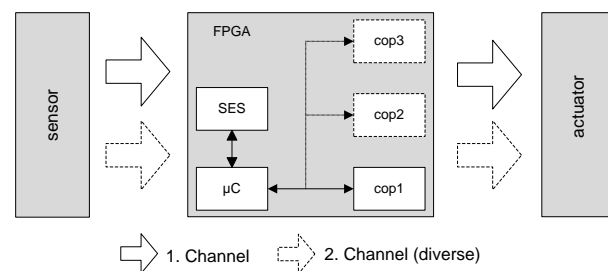 sensor
FPGA
SES
µC
cop3
cop2
cop1
actuator
1. Channel
2. Channel (diverse)